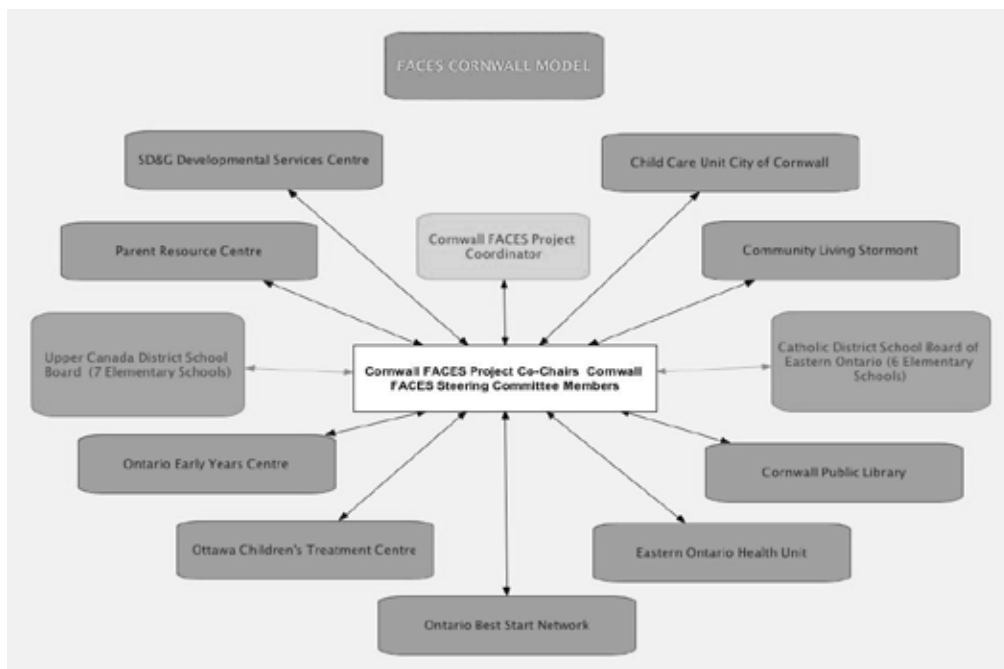 FACES CORNWALL MODEL
SD&G Developmental Services Centre
Child Care Unit City of Cornwall
Cornwall FACES Project
Coordinator
Parent Resource Centre
Community Living Stormont
Upper Canada District School
Board (7 Elementary Schools)
Cornwall FACES Project Co-Chairs Cornwall
FACES Steering Committee Members
Catholic District School Board of
Eastern Ontario (6 Elementary
Schools)
Ontario Early Years Centre
Cornwall Public Library
Ottawa Children's Treatment Centre
Eastern Ontario Health Unit
Ontario Best Start Network